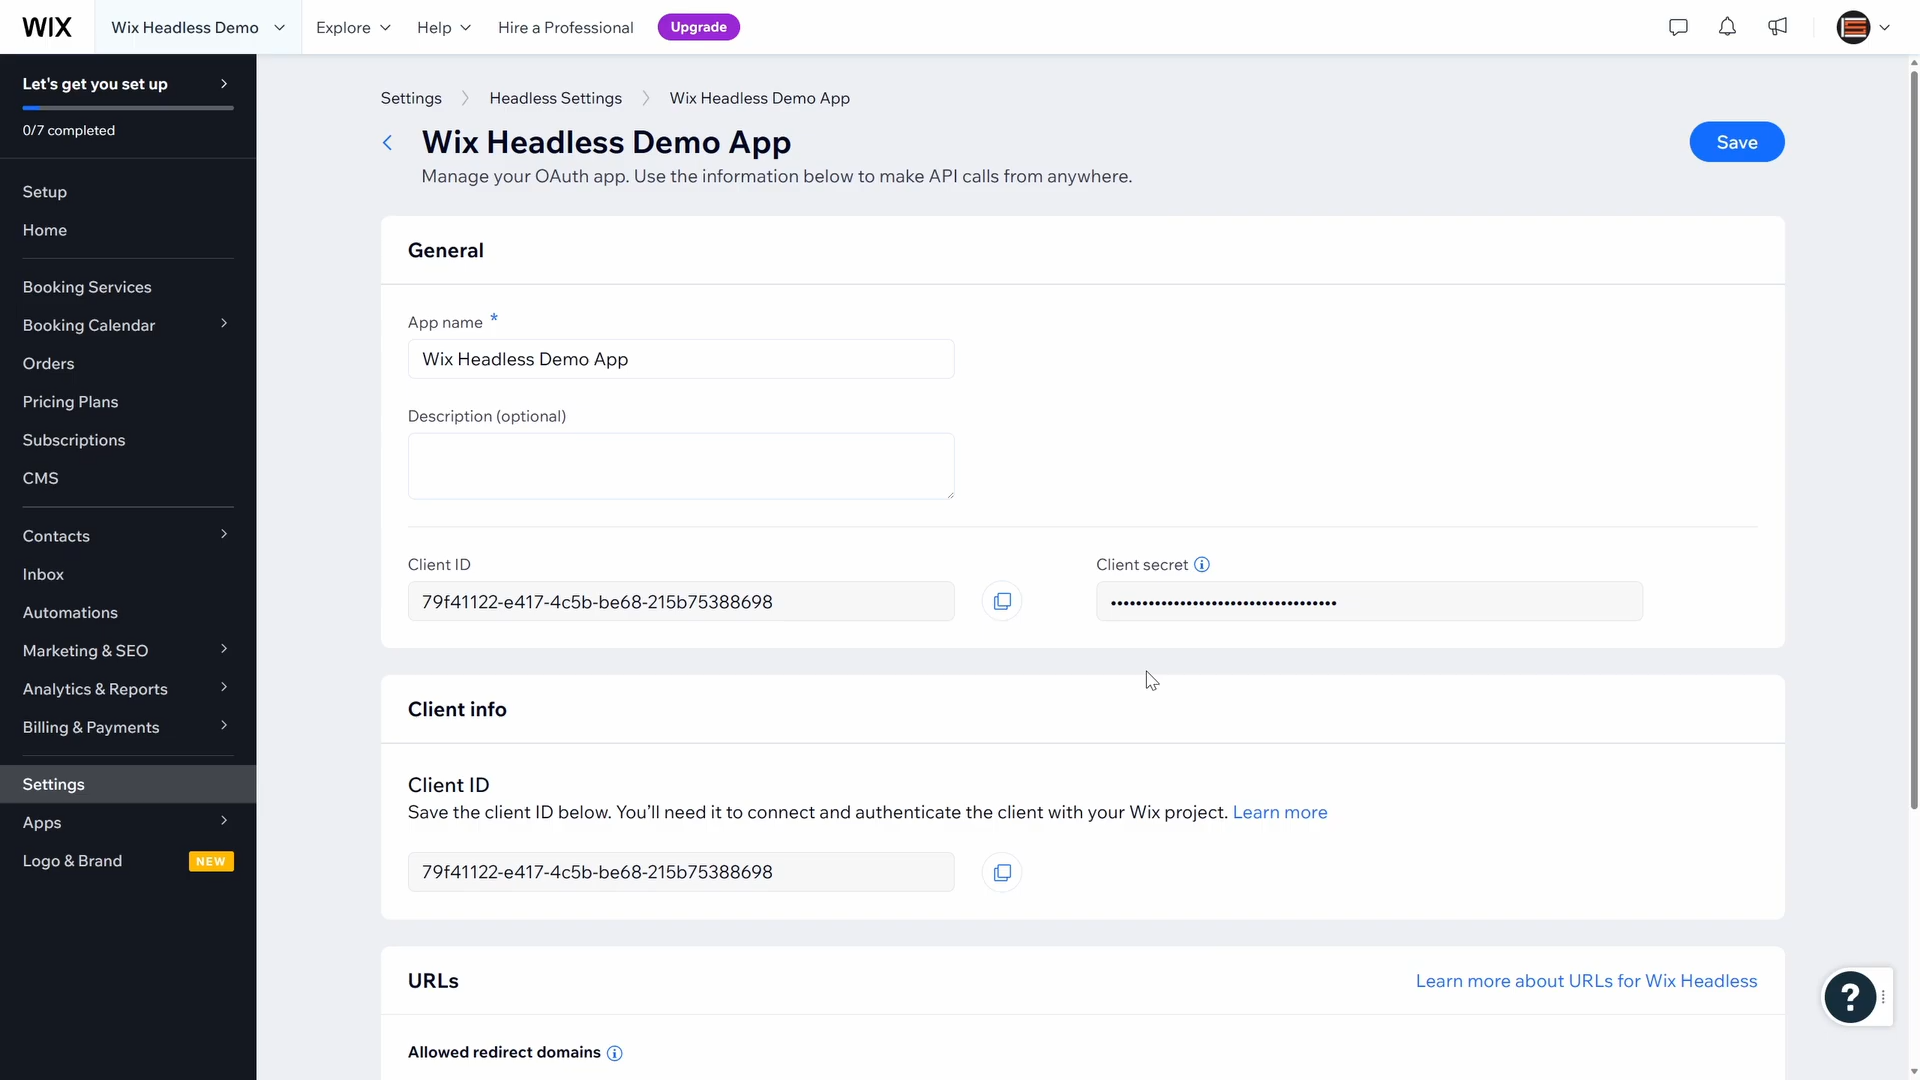 WIX
Wix Headless Demo
Explore
Help
Hire a Professional
Upgrade
Let's get you set up
0/7 completed
Setup
Home
Booking Services
Booking Calendar
Orders
Pricing Plans
Subscriptions
CMS
Contacts
Inbox
Automations
Marketing & SEO
Analytics & Reports
Billing & Payments
Settings
Apps
Logo & Brand
NEW
Settings
Headless Settings
Wix Headless Demo App
Wix Headless Demo App
Manage your OAuth app. Use the information below to make API calls from anywhere.
Save
General
App name *
Wix Headless Demo App
Description (optional)
Client ID
79f41122-e417-4c5b-be68-215b75388698
Client secret
••••••••••••••••••••••••••••••••••••
Client info
Client ID
Save the client ID below. You'll need it to connect and authenticate the client with your Wix project. Learn more
79f41122-e417-4c5b-be68-215b75388698
URLs
Learn more about URLs for Wix Headless
Allowed redirect domains
?